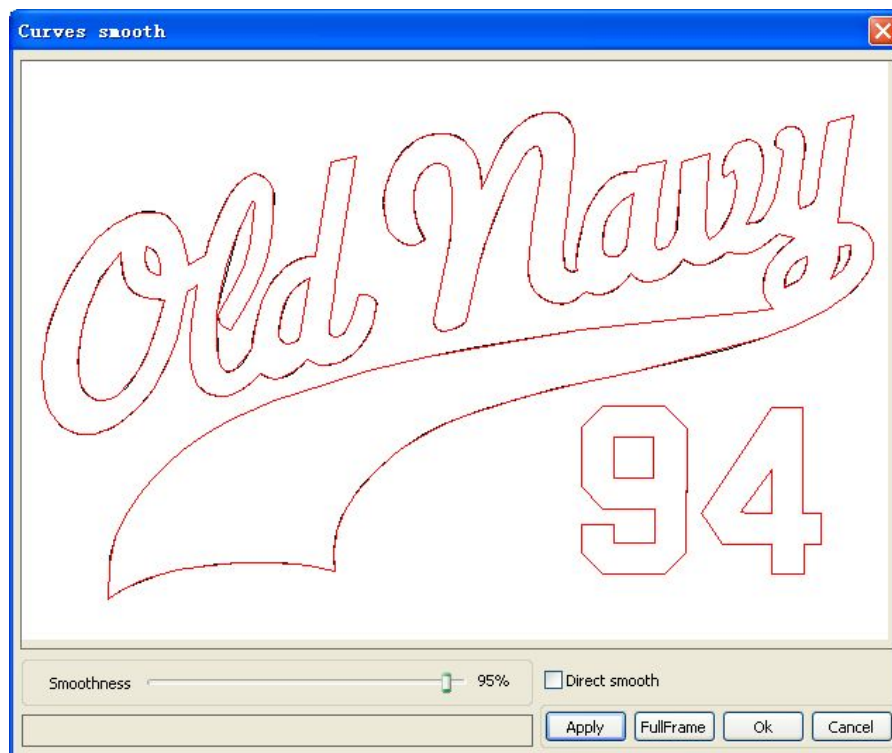 Curves smooth
Old Navy
94
Smoothness 95% Direct smooth
Apply FullFrame Ok Cancel